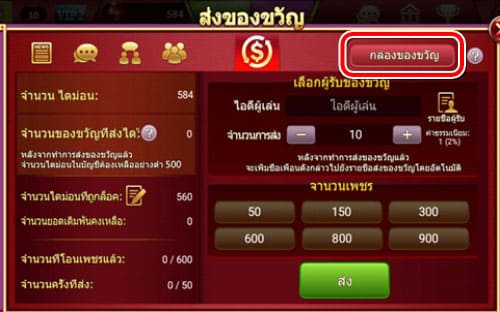 10 VIP2 584
ส่งของขวัญ
NEWS
กล่องของขวัญ ?
จำนวน ไดม่อน: 584
จำนวนของขวัญที่ส่งได้: ? 0
หลังจากทำการส่งของขวัญแล้ว
จำนวนไดม่อนในบัญชีต้องเหลืออย่างต่ำ 500
จำนวนไดม่อนที่ถูกล็อค: 560
จำนวนยอดเดิมพันคงเหลือ: 0
จำนวนที่โอนเพชรแล้ว: 0 / 600
จำนวนครั้งที่ส่ง: 0 / 50
เลือกผู้รับของขวัญ
ไอดีผู้เล่น ไอดีผู้เล่น
รายชื่อผู้รับ
จำนวนการส่ง 10
ค่าธรรมเนียม:
1 (2%)
หลังจากทำการส่งของขวัญแล้ว
จะเพิ่มชื่อเพื่อนดังกล่าวไปยังรายชื่อส่งของขวัญโดยอัตโนมัติ
จำนวนเพชร
50 150 300
600 800 900
ส่ง